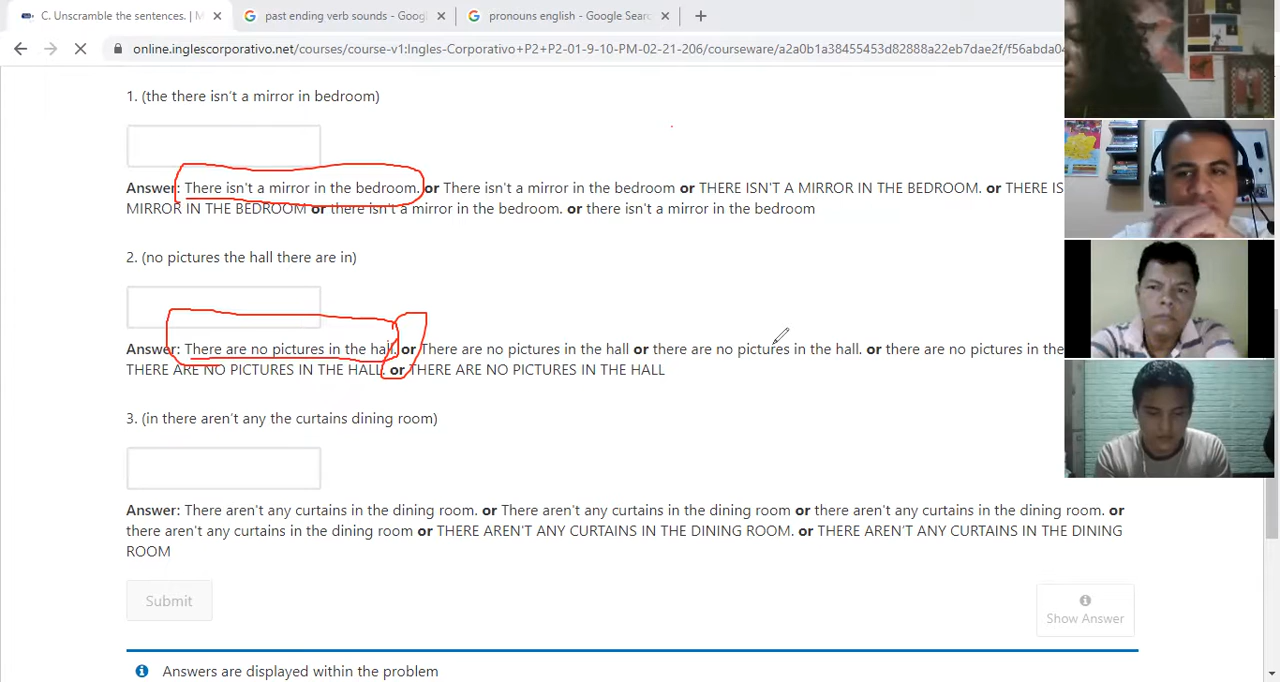 C. Unscramble the sentences. | M
past ending verb sounds - Goog
pronouns english - Google Sear
online.inglescorporativo.net/courses/course-v1:Ingles-Corporativo+P2+P2-01-9-10-PM-02-21-206/courseware/a2a0b1a38455453d82888a22eb7dae2f/f56abda04
1. (the there isn't a mirror in bedroom)
Answer: There isn't a mirror in the bedroom. or There isn't a mirror in the bedroom or THERE ISN'T A MIRROR IN THE BEDROOM. or THERE IS
MIRROR IN THE BEDROOM or there isn't a mirror in the bedroom. or there isn't a mirror in the bedroom
2. (no pictures the hall there are in)
Answer: There are no pictures in the hall. or There are no pictures in the hall or there are no pictures in the hall. or there are no pictures in the
THERE ARE NO PICTURES IN THE HALL. or THERE ARE NO PICTURES IN THE HALL
3. (in there aren't any the curtains dining room)
Answer: There aren't any curtains in the dining room. or There aren't any curtains in the dining room or there aren't any curtains in the dining room. or
there aren't any curtains in the dining room or THERE AREN'T ANY CURTAINS IN THE DINING ROOM. or THERE AREN'T ANY CURTAINS IN THE DINING
ROOM
Submit
Show Answer
Answers are displayed within the problem